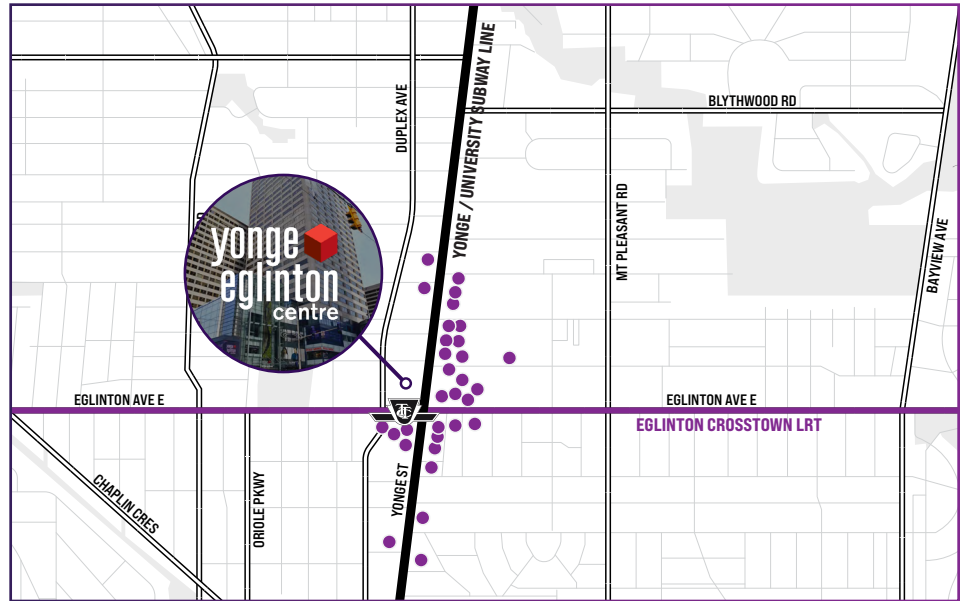 YONGE / UNIVERSITY SUBWAY LINE
DUPLEX AVE
BLYTHWOOD RD
MT PLEASANT RD
BAYVIEW AVE
yonge
eglinton
centre
EGLINTON AVE E
EGLINTON AVE E
TTC
EGLINTON CROSSTOWN LRT
CHAPLIN CRES
ORIOLE PKWY
YONGE ST